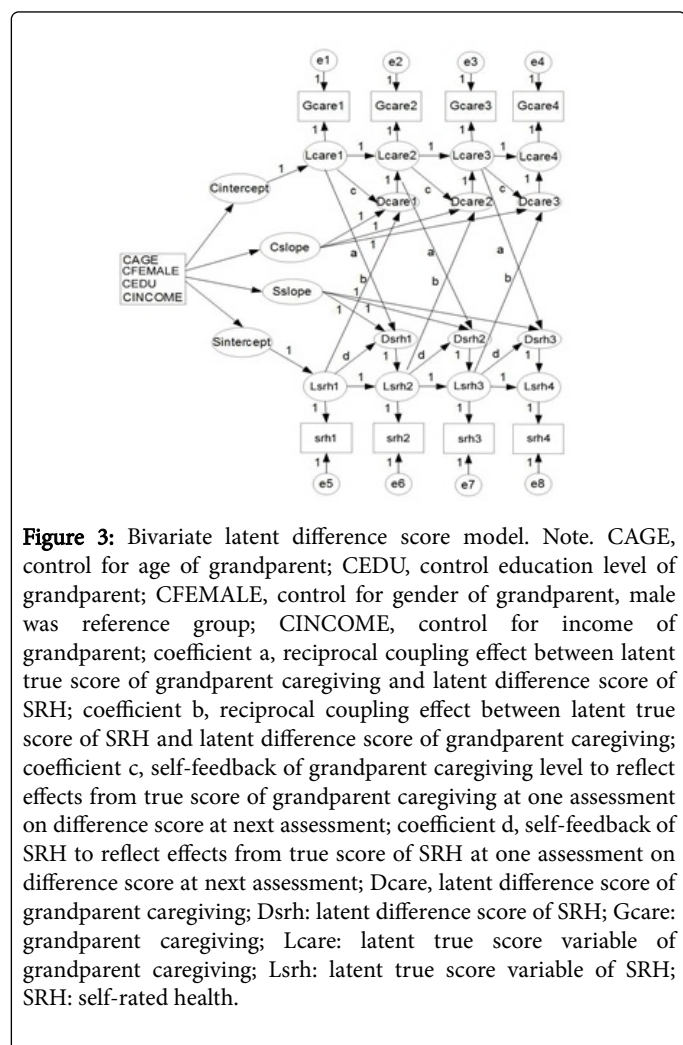 e1 e2 e3 e4
1 1 1 1
Gcare1 Gcare2 Gcare3 Gcare4
1 1 1 1
Lcare1 1 Lcare2 1 Lcare3 1 Lcare4
1
Cintercept
c 1 c 1 c 1
Dcare1 Dcare2 Dcare3
1 1 1
Cslope
a a a
CAGE
CFEMALE
CEDU
CINCOME
b b b
Sslope
1 1 1
Dsrh1 Dsrh2 Dsrh3
Sintercept
1
d 1 d 1 d 1
Lsrh1 1 Lsrh2 1 Lsrh3 1 Lsrh4
1 1 1 1
srh1 srh2 srh3 srh4
1 1 1 1
e5 e6 e7 e8
Figure 3: Bivariate latent difference score model. Note. CAGE,
control for age of grandparent; CEDU, control education level of
grandparent; CFEMALE, control for gender of grandparent, male
was reference group; CINCOME, control for income of
grandparent; coefficient a, reciprocal coupling effect between latent
true score of grandparent caregiving and latent difference score of
SRH; coefficient b, reciprocal coupling effect between latent true
score of SRH and latent difference score of grandparent caregiving;
coefficient c, self-feedback of grandparent caregiving level to reflect
effects from true score of grandparent caregiving at one assessment
on difference score at next assessment; coefficient d, self-feedback of
SRH to reflect effects from true score of SRH at one assessment on
difference score at next assessment; Dcare, latent difference score of
grandparent caregiving; Dsrh: latent difference score of SRH; Gcare:
grandparent caregiving; Lcare: latent true score variable of
grandparent caregiving; Lsrh: latent true score variable of SRH;
SRH: self-rated health.